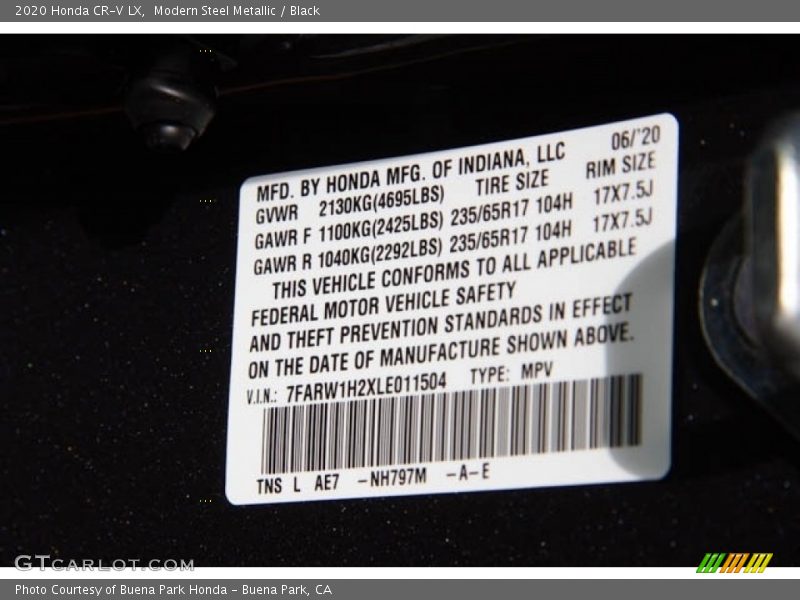 2020 Honda CR-V LX, Modern Steel Metallic / Black
MFD. BY HONDA MFG. OF INDIANA, LLC 06/'20
GVWR 2130KG(4695LBS) TIRE SIZE RIM SIZE
GAWR F 1100KG(2425LBS) 235/65R17 104H 17X7.5J
GAWR R 1040KG(2292LBS) 235/65R17 104H 17X7.5J
THIS VEHICLE CONFORMS TO ALL APPLICABLE
FEDERAL MOTOR VEHICLE SAFETY
AND THEFT PREVENTION STANDARDS IN EFFECT
ON THE DATE OF MANUFACTURE SHOWN ABOVE.
V.I.N.: 7FARW1H2XLE011504 TYPE: MPV
TNS L AE7 -NH797M -A-E
GTCARLOT.COM
Photo Courtesy of Buena Park Honda - Buena Park, CA